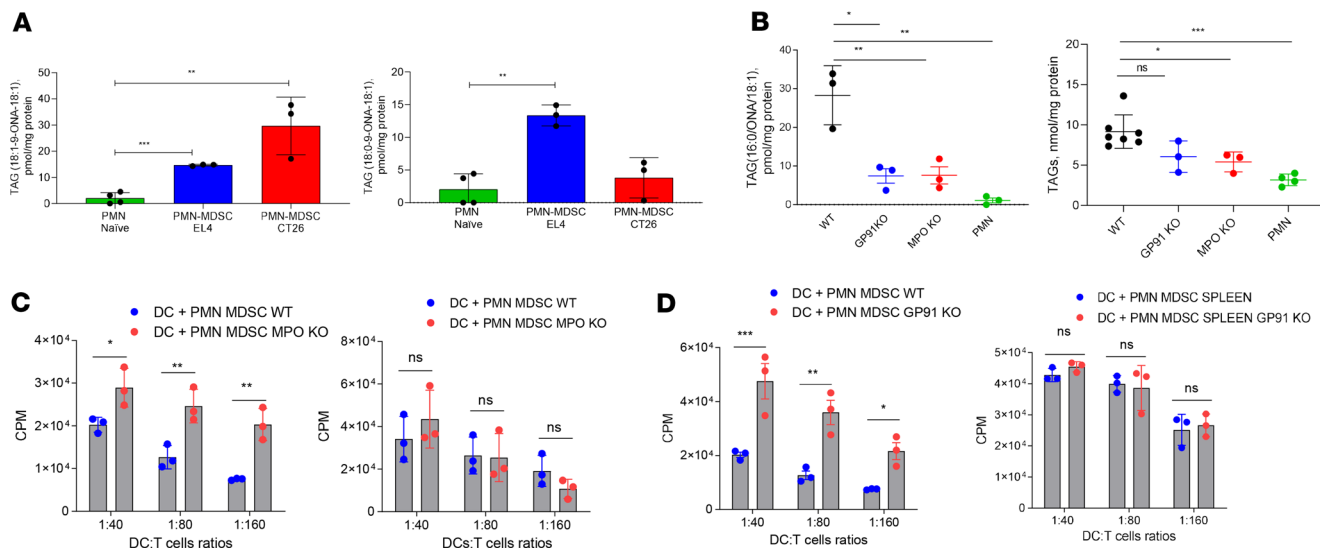 A
TAG (18:1-9-ONA-18:1),
pmol/mg protein
50
40
30
20
10
0
**
***
PMN
Naïve
PMN-MDSC
EL4
PMN-MDSC
CT26
TAG (18:0-9-ONA-18:1)
pmol/mg protein
20
15
10
5
0
**
PMN
Naïve
PMN-MDSC
EL4
PMN-MDSC
CT26
B
TAG(16:0/ONA/18:1),
pmol/mg protein
40
30
20
10
0
*
**
**
WT
GP91KO
MPO KO
PMN
TAGs, nmol/mg protein
20
15
10
5
0
***
*
ns
WT
GP91 KO
MPO KO
PMN
C
DC + PMN MDSC WT
DC + PMN MDSC MPO KO
CPM
4×10⁴
3×10⁴
2×10⁴
10⁴
0
*
**
**
1:40
1:80
1:160
DC:T cells ratios
DC + PMN MDSC WT
DC + PMN MDSC MPO KO
CPM
8×10⁴
6×10⁴
4×10⁴
2×10⁴
0
ns
ns
ns
1:40
1:80
1:160
DCs:T cells ratios
D
DC + PMN MDSC WT
DC + PMN MDSC GP91 KO
CPM
6×10⁴
4×10⁴
2×10⁴
0
***
**
*
1:40
1:80
1:160
DC:T cells ratios
DC + PMN MDSC SPLEEN
DC + PMN MDSC SPLEEN GP91 KO
CPM
5×10⁴
4×10⁴
3×10⁴
2×10⁴
10⁴
0
ns
ns
ns
1:40
1:80
1:160
DC:T cells ratios